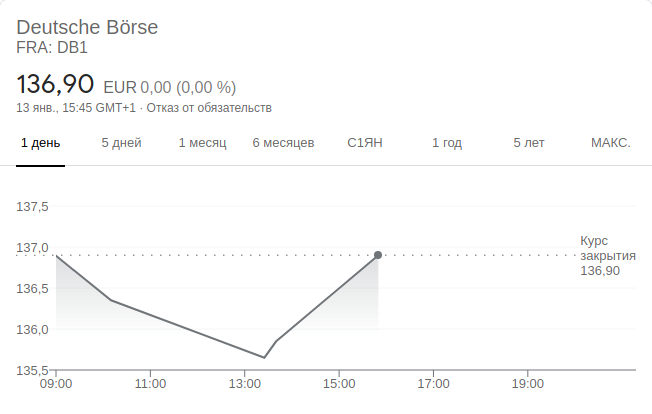 Deutsche Börse
FRA: DB1
136,90 EUR 0,00 (0,00 %)
13 янв., 15:45 GMT+1 · Отказ от обязательств
1 день 5 дней 1 месяц 6 месяцев С1ЯН 1 год 5 лет МАКС.
137,5
137,0
136,5
136,0
135,5
Курс
закрытия
136,90
09:00 11:00 13:00 15:00 17:00 19:00